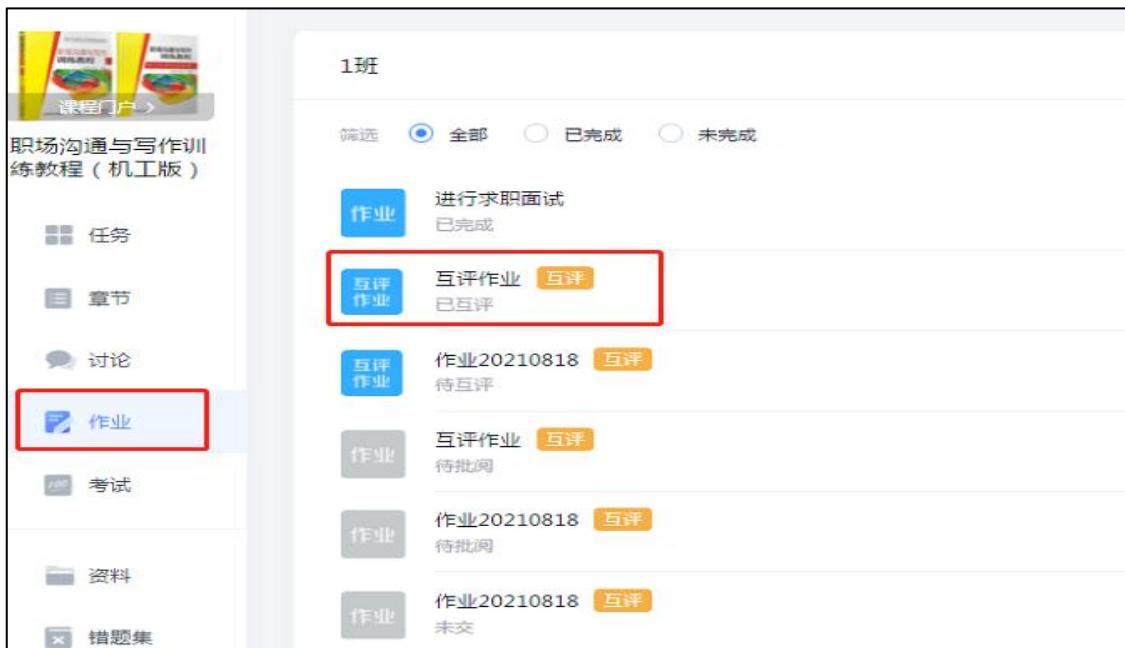 课程门户 >
职场沟通与写作训
练教程（机工版）
任务
章节
讨论
作业
考试
资料
错题集
1班
筛选 全部 已完成 未完成
作业
进行求职面试
已完成
互评
作业
互评作业 互评
已互评
互评
作业
作业20210818 互评
待互评
作业
互评作业 互评
待批阅
作业
作业20210818 互评
待批阅
作业
作业20210818 互评
未交